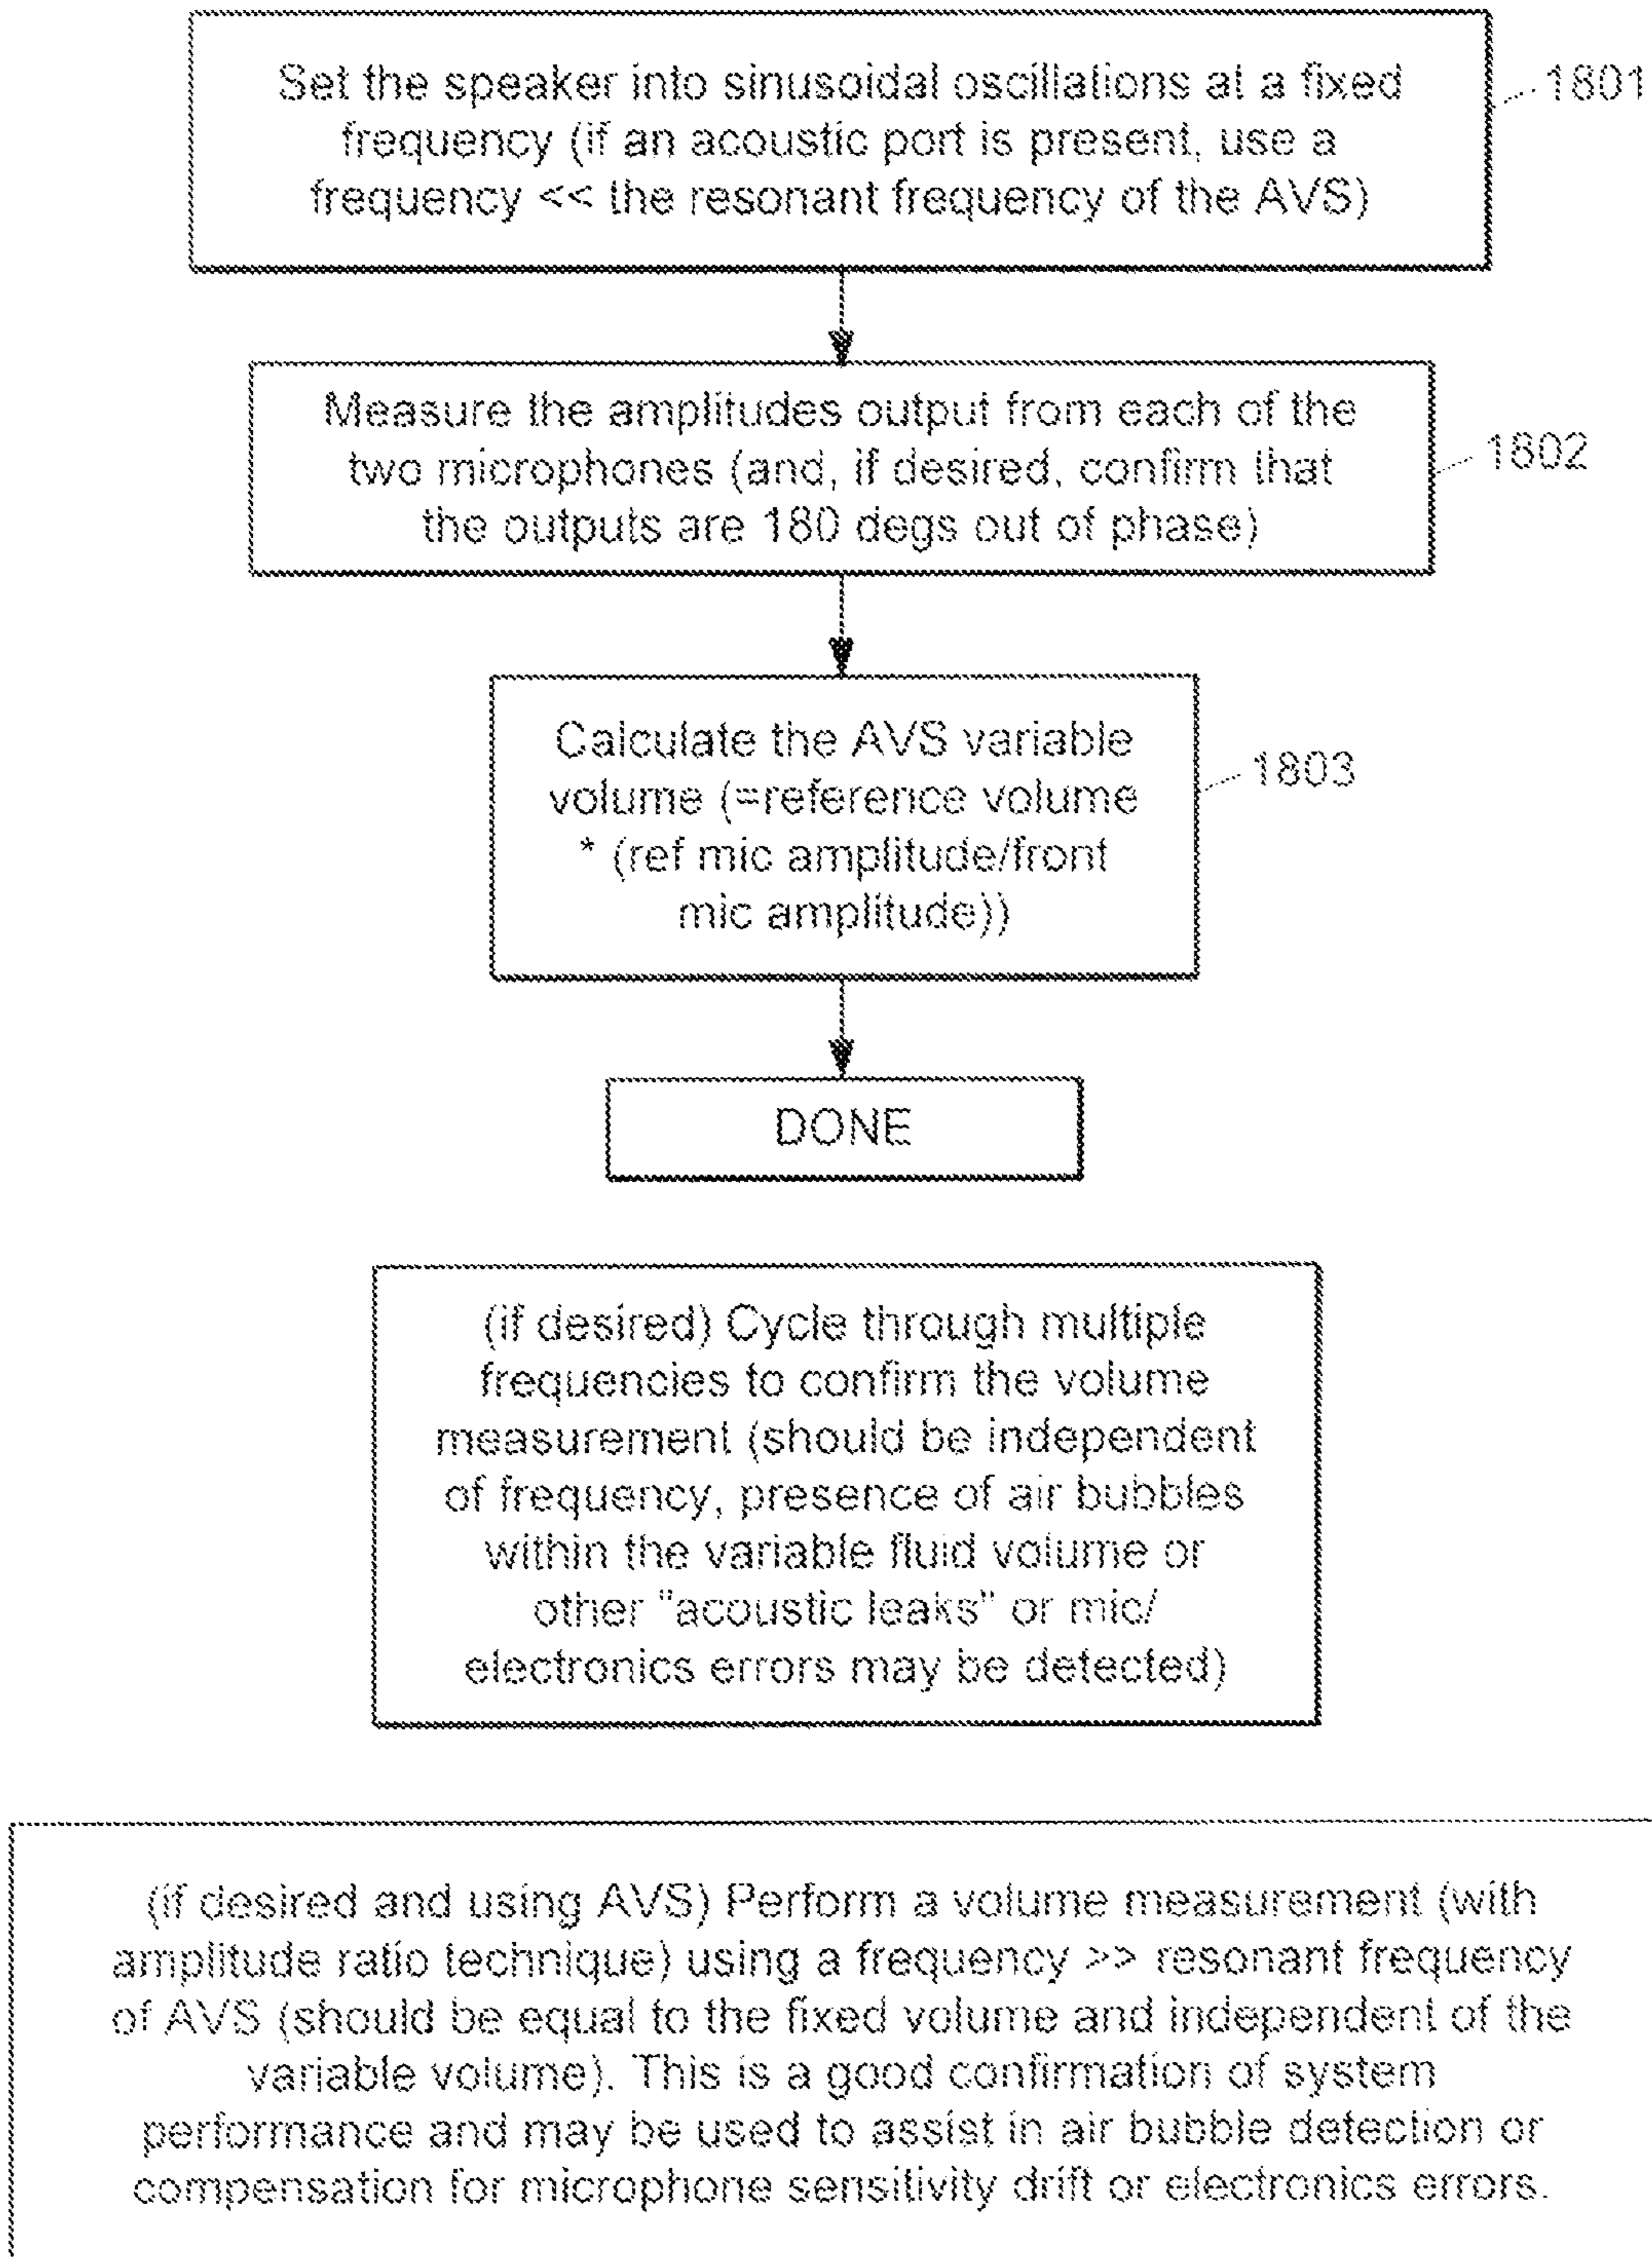 Set the speaker into sinusoidal oscillations at a fixed
frequency (if an acoustic port is present, use a
frequency << the resonant frequency of the AVS)
1801
Measure the amplitudes output from each of the
two microphones (and, if desired, confirm that
the outputs are 180 degs out of phase)
1802
Calculate the AVS variable
volume (=reference volume
* (ref mic amplitude/front
mic amplitude))
1803
DONE
(if desired) Cycle through multiple
frequencies to confirm the volume
measurement (should be independent
of frequency, presence of air bubbles
within the variable fluid volume or
other "acoustic leaks" or mic/
electronics errors may be detected)
(if desired and using AVS) Perform a volume measurement (with
amplitude ratio technique) using a frequency >> resonant frequency
of AVS (should be equal to the fixed volume and independent of the
variable volume). This is a good confirmation of system
performance and may be used to assist in air bubble detection or
compensation for microphone sensitivity drift or electronics errors.